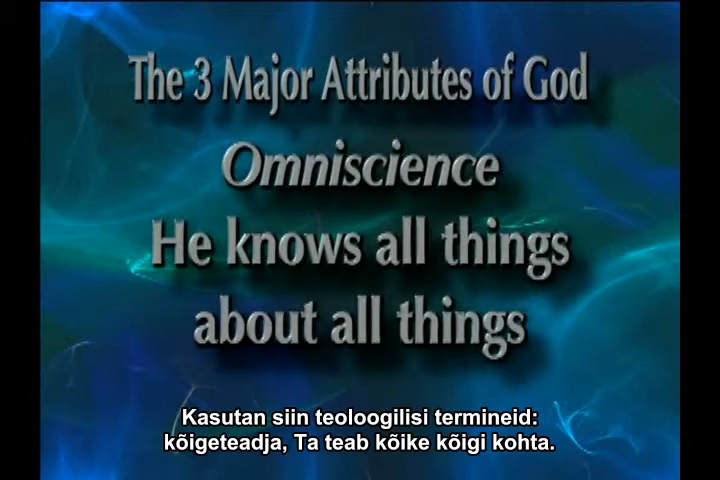 The 3 Major Attributes of God
Omniscience
He knows all things
about all things
Kasutan siin teoloogilisi termineid:
kõigeteadja, Ta teab kõike kõigi kohta.